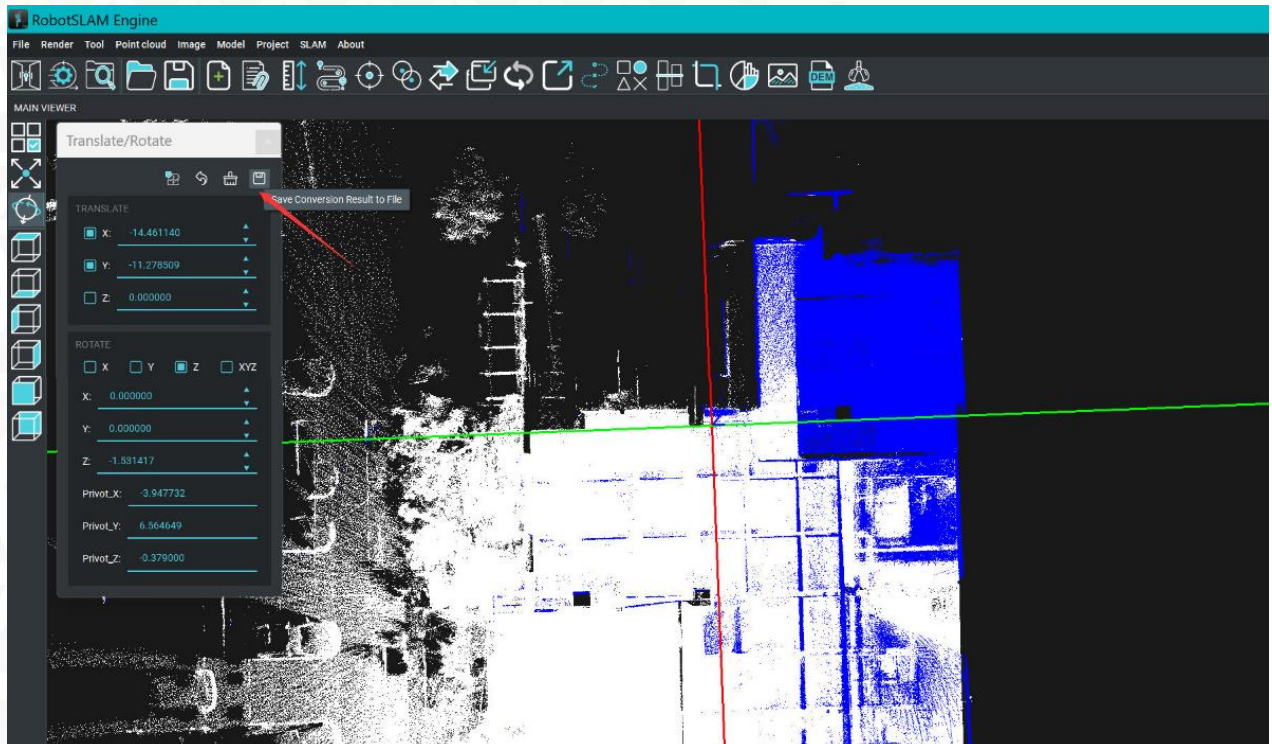 RobotSLAM Engine
File Render Tool Point cloud Image Model Project SLAM About
DEM
MAIN VIEWER
Translate/Rotate
Save Conversion Result to File
TRANSLATE
X: -14.461140
Y: -11.278509
Z: 0.000000
ROTATE
X Y Z XYZ
X: 0.000000
Y: 0.000000
Z: -1.531417
Privot_X: -3.947732
Privot_Y: 6.564649
Privot_Z: -0.379000